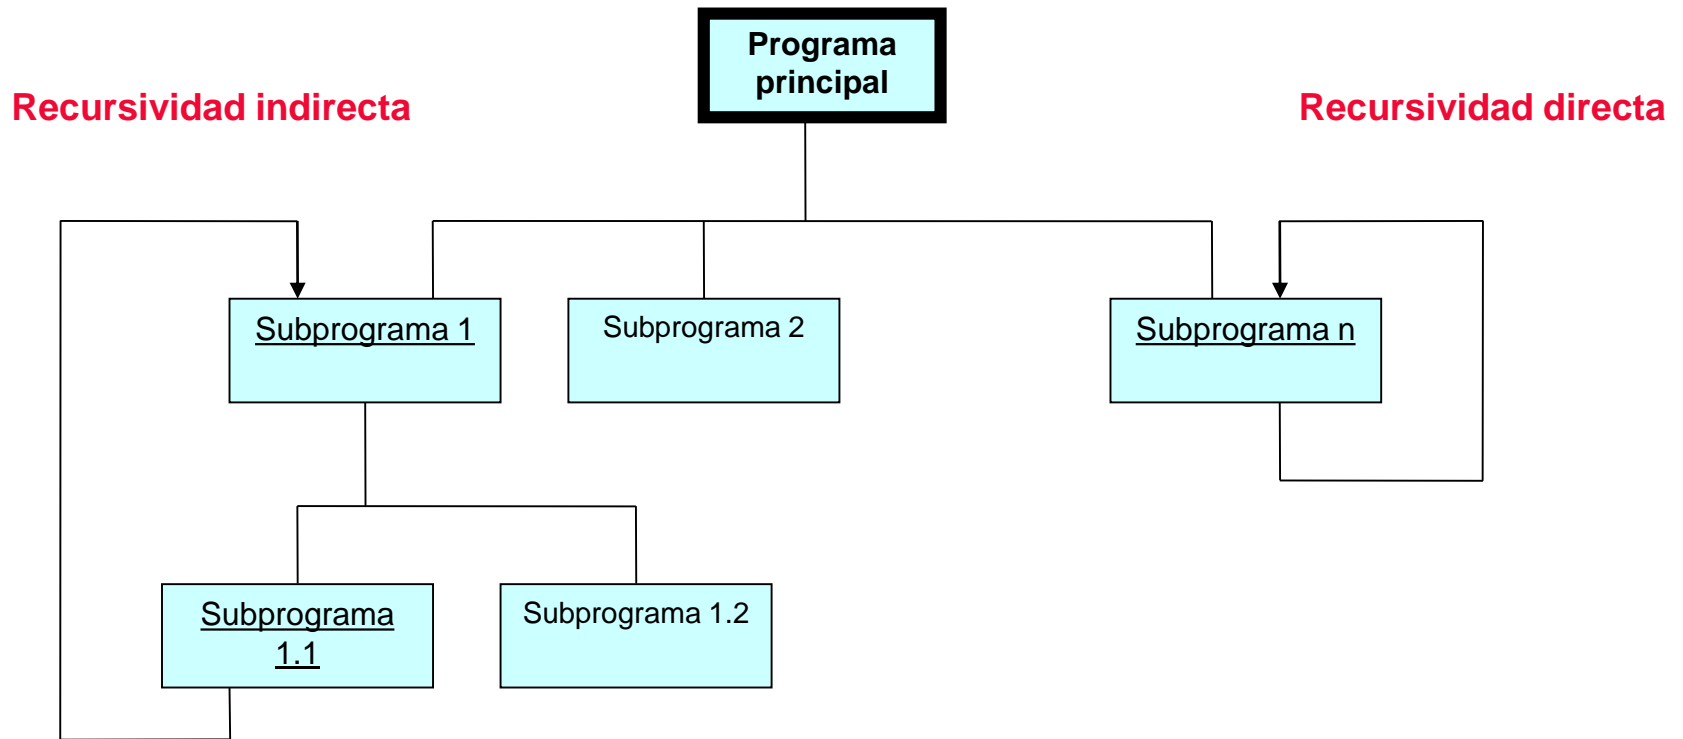 Programa
principal
Recursividad indirecta
Recursividad directa
Subprograma 1
Subprograma 2
Subprograma n
Subprograma
1.1
Subprograma 1.2